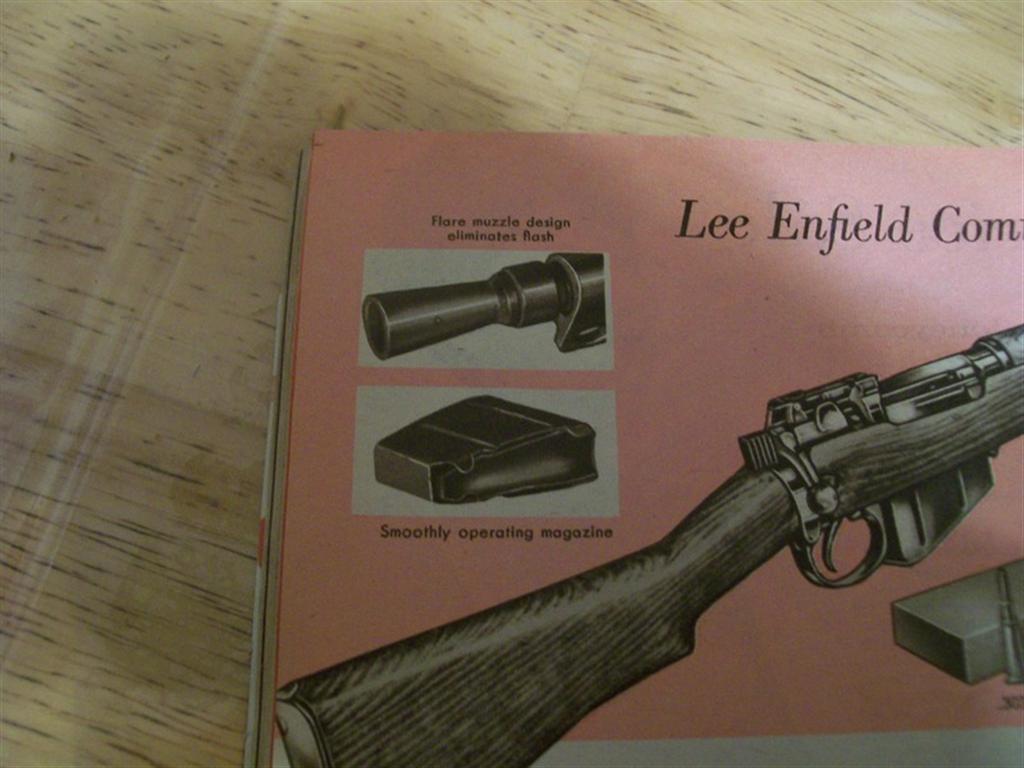 Flare muzzle design
eliminates flash
Lee Enfield Com
Smoothly operating magazine